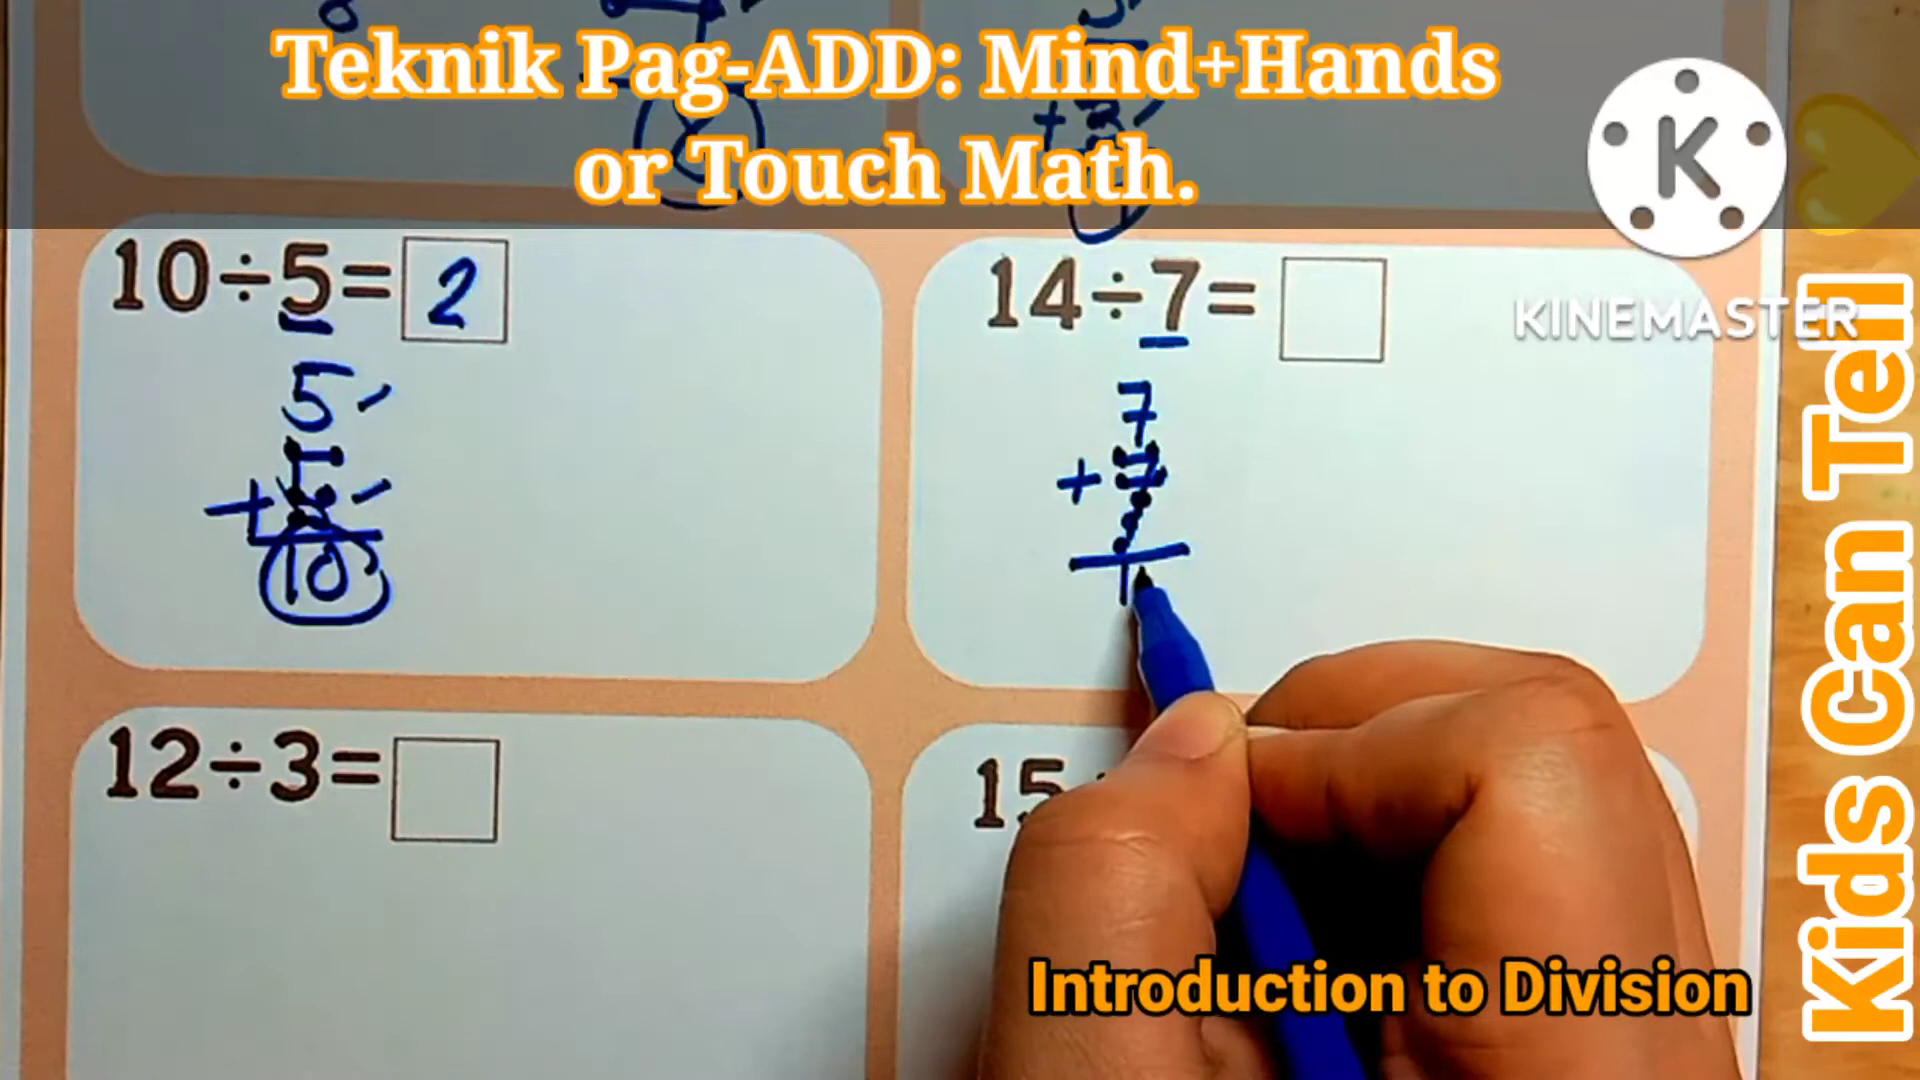 Teknik Pag-ADD: Mind+Hands
or Touch Math.
K
KINEMASTER
10÷5=2
5
+5
10
14÷7=
7
+7
1
12÷3=
15
Introduction to Division
Kids Can Tell